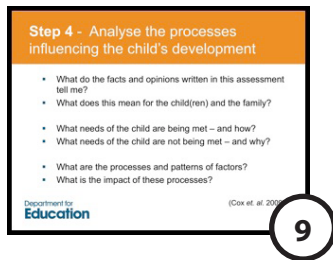 Step 4 - Analyse the processes
influencing the child's development
• What do the facts and opinions written in this assessment
tell me?
• What does this mean for the child(ren) and the family?
• What needs of the child are being met – and how?
• What needs of the child are not being met – and why?
• What are the processes and patterns of factors?
• What is the impact of these processes?
Department for
Education
(Cox et. al.
9